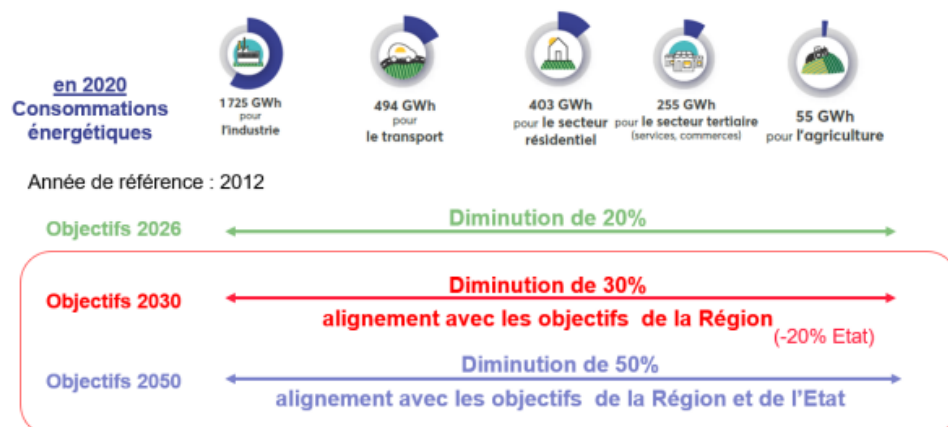 en 2020
Consommations
énergétiques
1 725 GWh
pour
l'industrie
494 GWh
pour
le transport
403 GWh
pour le secteur
résidentiel
255 GWh
pour le secteur tertiaire
(services, commerces)
55 GWh
pour l'agriculture
Année de référence : 2012
Objectifs 2026
Diminution de 20%
Objectifs 2030
Diminution de 30%
alignement avec les objectifs de la Région
(-20% Etat)
Objectifs 2050
Diminution de 50%
alignement avec les objectifs de la Région et de l'Etat